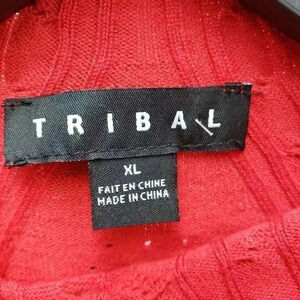 TRIBAL
XL
FAIT EN CHINE
MADE IN CHINA